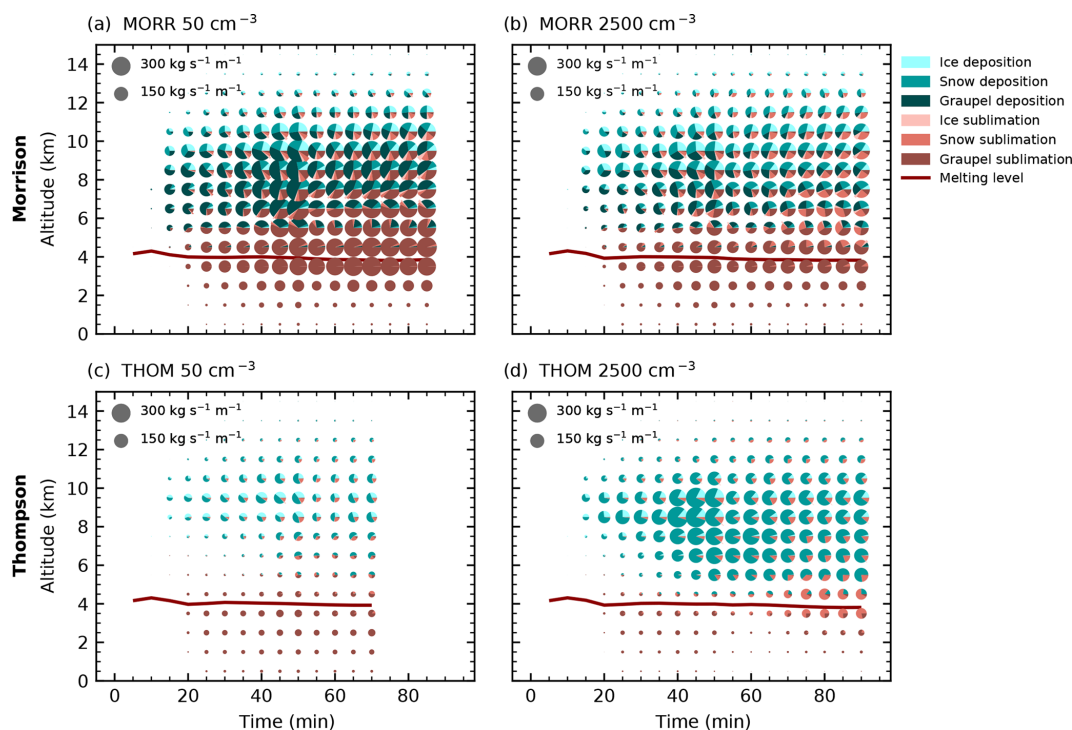 (a) MORR 50 cm⁻³
(b) MORR 2500 cm⁻³
Morrison
Altitude (km)
14
12
10
8
6
4
2
0
300 kg s⁻¹ m⁻¹
150 kg s⁻¹ m⁻¹
300 kg s⁻¹ m⁻¹
150 kg s⁻¹ m⁻¹
Ice deposition
Snow deposition
Graupel deposition
Ice sublimation
Snow sublimation
Graupel sublimation
Melting level
(c) THOM 50 cm⁻³
(d) THOM 2500 cm⁻³
Thompson
Altitude (km)
14
12
10
8
6
4
2
0
300 kg s⁻¹ m⁻¹
150 kg s⁻¹ m⁻¹
300 kg s⁻¹ m⁻¹
150 kg s⁻¹ m⁻¹
0 20 40 60 80
0 20 40 60 80
Time (min)
Time (min)